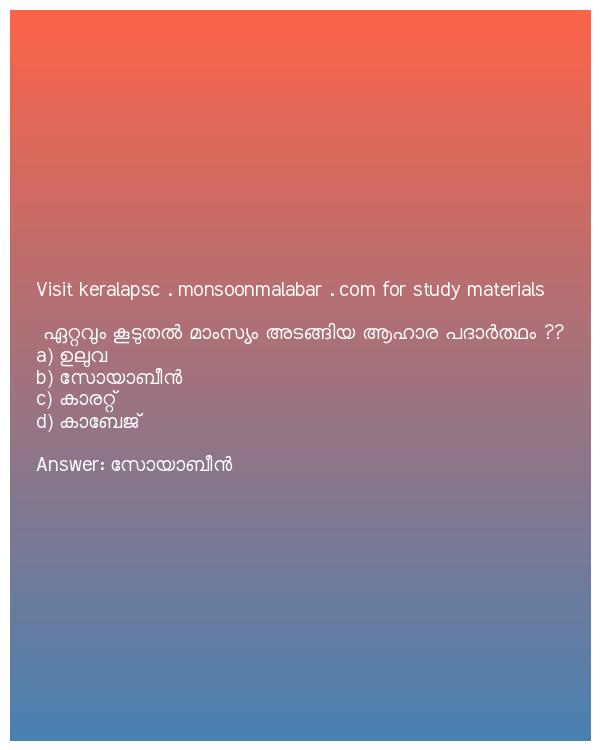 Visit keralapsc . monsoonmalabar . com for study materials
ഏറ്റവും കൂടുതൽ മാംസ്യം അടങ്ങിയ ആഹാര പദാർത്ഥം ??
a) ഉലുവ
b) സോയാബീൻ
c) കാരറ്റ്
d) കാബേജ്
Answer: സോയാബീൻ